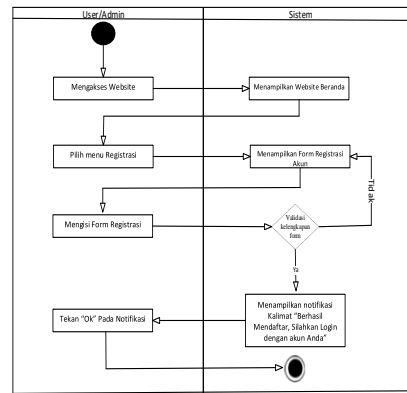 User/Admin
Sistem
Mengakses Website
Menampilkan Website Beranda
Pilih menu Registrasi
Menampilkan Form Registrasi
Akun
Tidak
Mengisi Form Registrasi
Validasi
kelengkapan
form
Ya
Menampilkan notifikasi
Kalimat "Berhasil
Mendaftar, Silahkan Login
dengan akun Anda"
Tekan "Ok" Pada Notifikasi